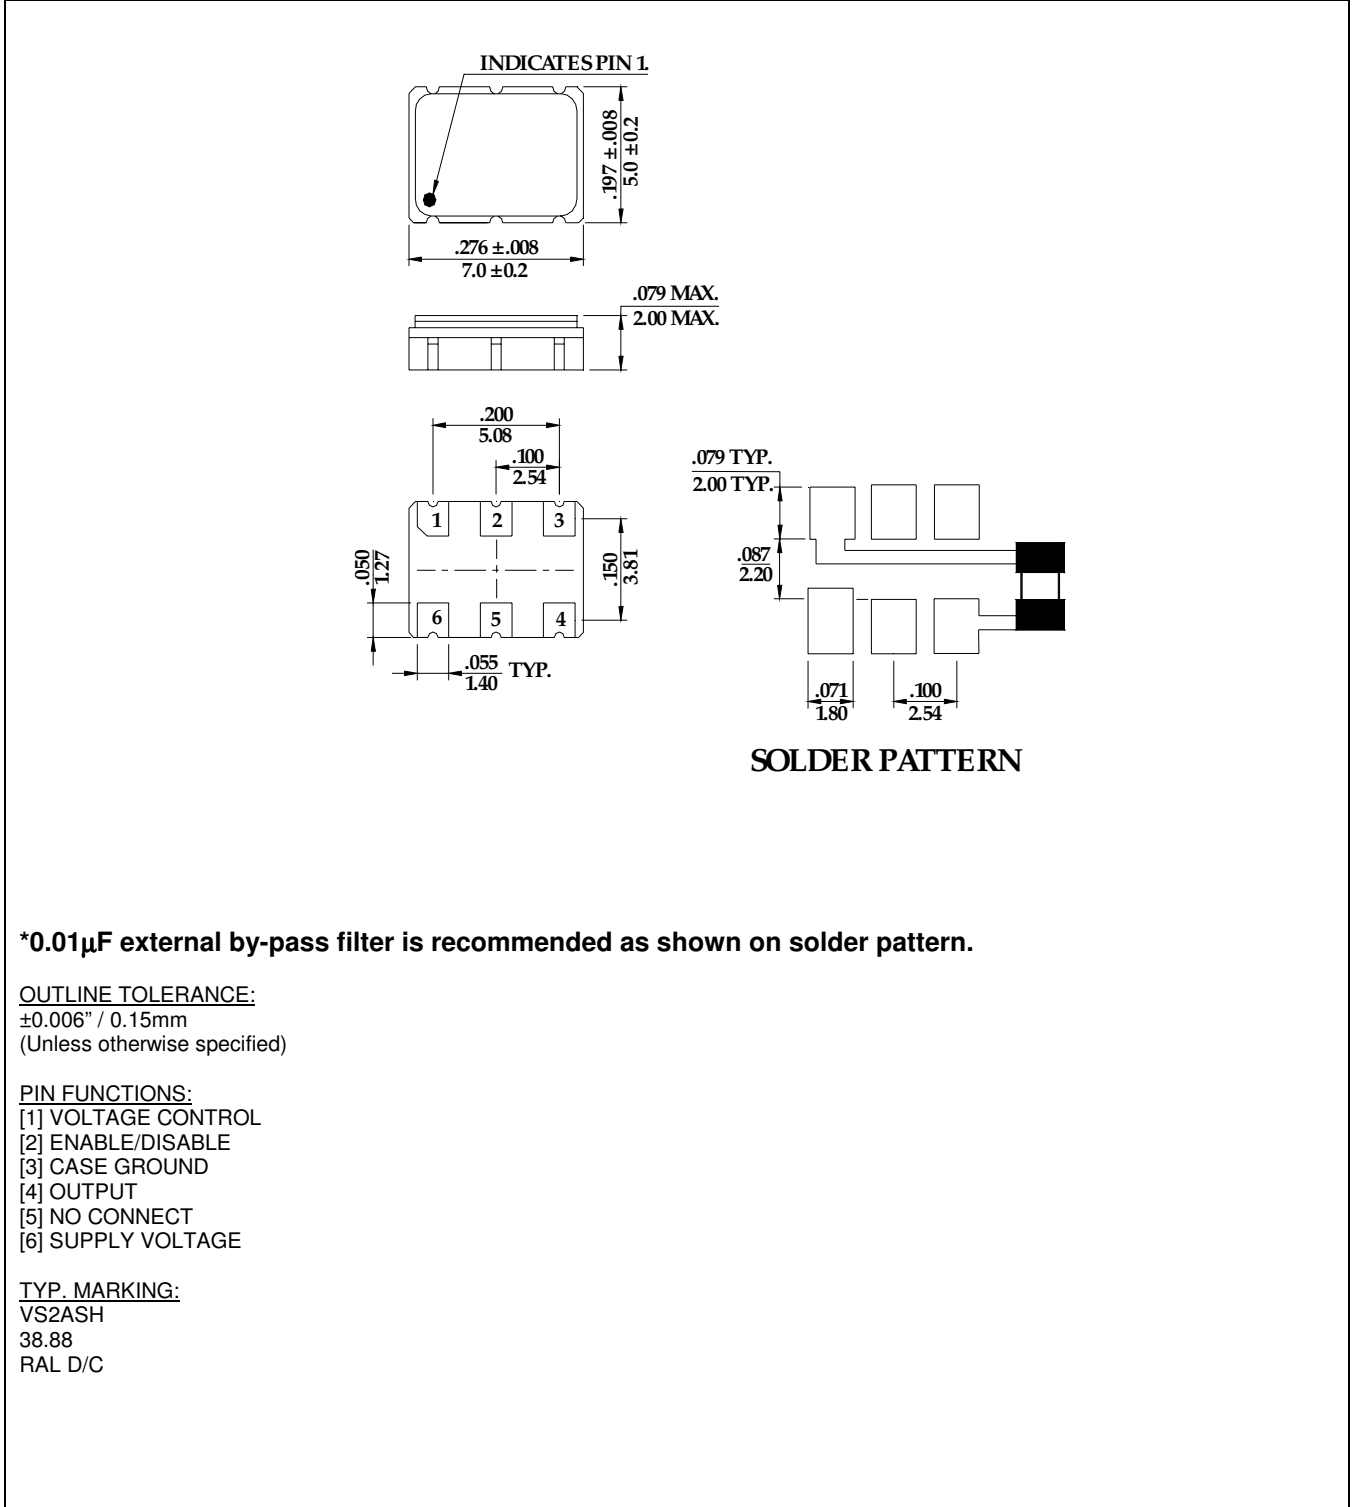 INDICATES PIN 1.
.197 ±.008
5.0 ±0.2
.276 ±.008
7.0 ±0.2
.079 MAX.
2.00 MAX.
.200
5.08
.100
2.54
1 2 3
.050
1.27
.150
3.81
6 5 4
.055 TYP.
1.40
.079 TYP.
2.00 TYP.
.087
2.20
.071
1.80
.100
2.54
SOLDER PATTERN
*0.01µF external by-pass filter is recommended as shown on solder pattern.
OUTLINE TOLERANCE:
±0.006” / 0.15mm
(Unless otherwise specified)
PIN FUNCTIONS:
[1] VOLTAGE CONTROL
[2] ENABLE/DISABLE
[3] CASE GROUND
[4] OUTPUT
[5] NO CONNECT
[6] SUPPLY VOLTAGE
TYP. MARKING:
VS2ASH
38.88
RAL D/C